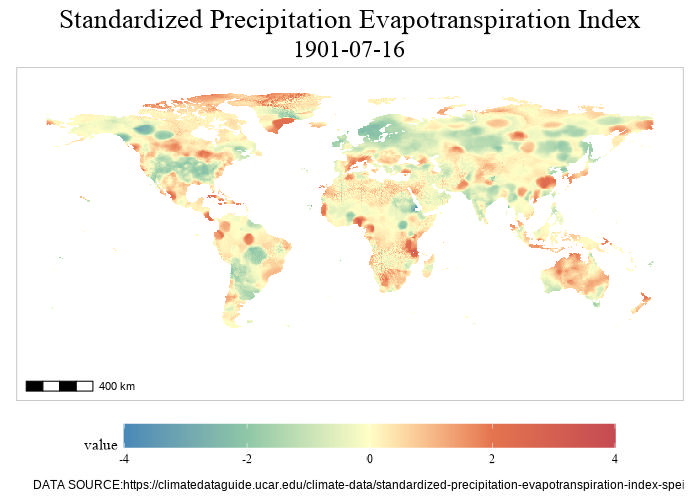 Standardized Precipitation Evapotranspiration Index
1901-07-16
400 km
value
-4 -2 0 2 4
DATA SOURCE:https://climatedataguide.ucar.edu/climate-data/standardized-precipitation-evapotranspiration-index-spei